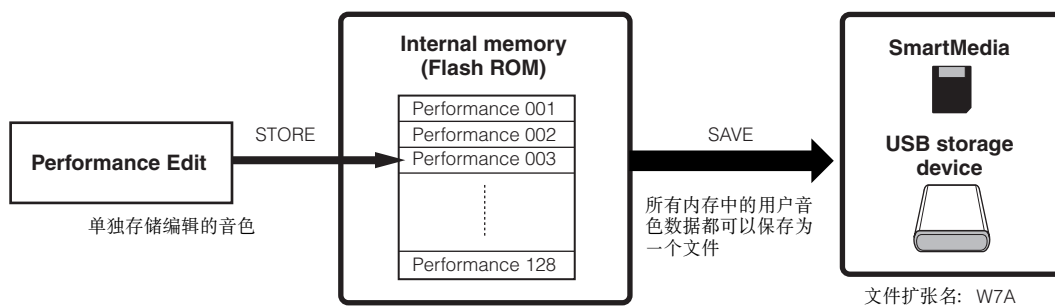 Performance Edit
单独存储编辑的音色
STORE
Internal memory
(Flash ROM)
Performance 001
Performance 002
Performance 003
Performance 128
SAVE
所有内存中的用户音
色数据都可以保存为
一个文件
SmartMedia
USB storage
device
文件扩张名: W7A